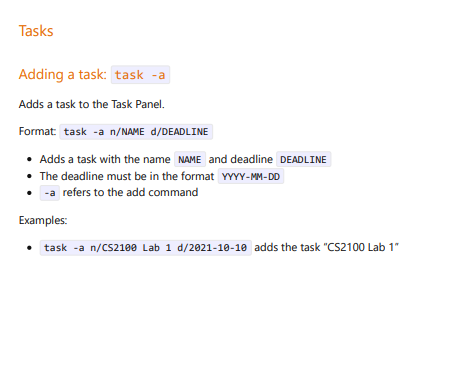 Tasks
Adding a task: task -a
Adds a task to the Task Panel.
Format: task -a n/NAME d/DEADLINE
• Adds a task with the name NAME and deadline DEADLINE
• The deadline must be in the format YYYY-MM-DD
• -a refers to the add command
Examples:
• task -a n/CS2100 Lab 1 d/2021-10-10 adds the task “CS2100 Lab 1”